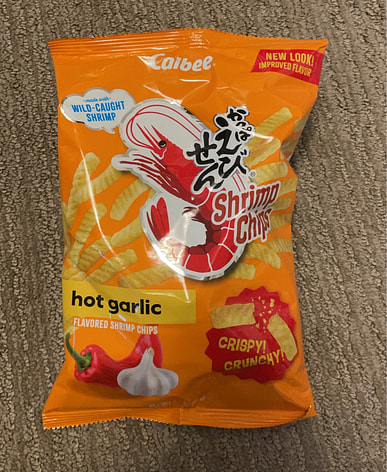 Calbee
NEW LOOK!
IMPROVED FLAVOR
made with
WILD-CAUGHT
SHRIMP
かっぱ
えび
せん
®
Shrimp
Chips
hot garlic
FLAVORED SHRIMP CHIPS
CRISPY!
CRUNCHY!